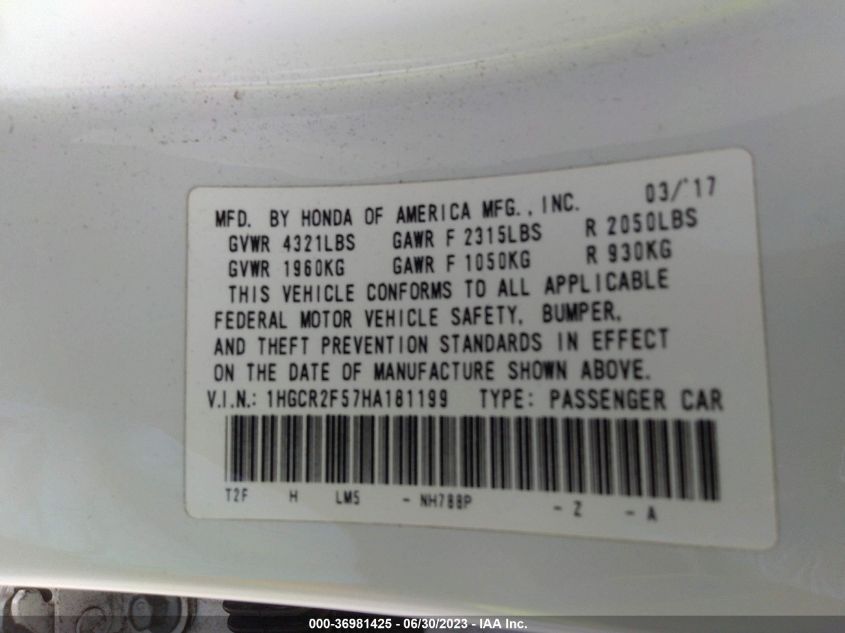 03/'17
MFD. BY HONDA OF AMERICA MFG., INC.
GVWR 4321LBS GAWR F 2315LBS R 2050LBS
GVWR 1960KG GAWR F 1050KG R 930KG
THIS VEHICLE CONFORMS TO ALL APPLICABLE
FEDERAL MOTOR VEHICLE SAFETY, BUMPER,
AND THEFT PREVENTION STANDARDS IN EFFECT
ON THE DATE OF MANUFACTURE SHOWN ABOVE.
V.I.N.: 1HGCR2F57HA181199 TYPE: PASSENGER CAR
T2F H LM5 - NH788P - Z - A
000-36981425 - 06/30/2023 - IAA Inc.